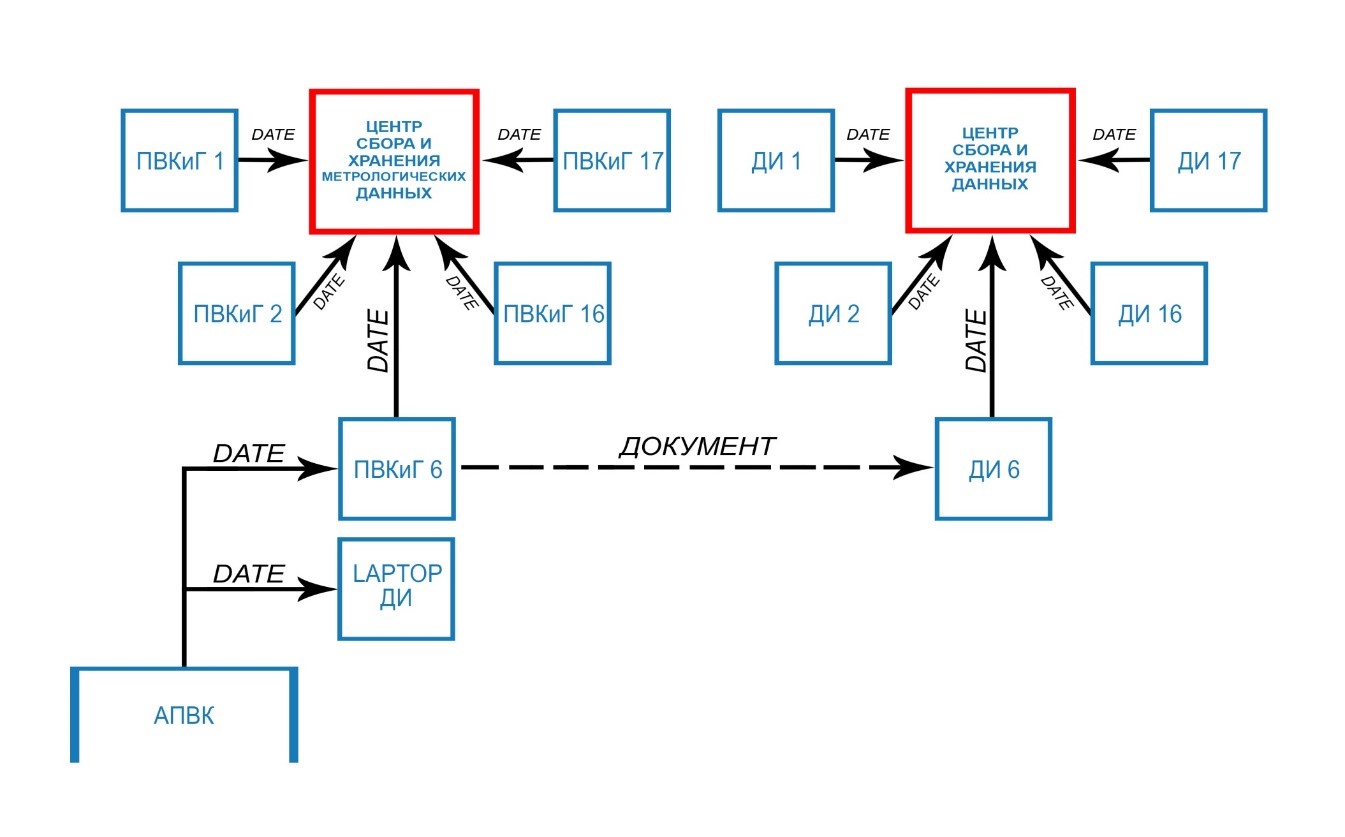 ЦЕНТР
СБОРА И
ХРАНЕНИЯ
МЕТРОЛОГИЧЕСКИХ
ДАННЫХ
ПВКиГ 1
DATE
DATE
ПВКиГ 17
ПВКиГ 2
DATE
DATE
DATE
ПВКиГ 16
ЦЕНТР
СБОРА И
ХРАНЕНИЯ
ДАННЫХ
ДИ 1
DATE
DATE
ДИ 17
ДИ 2
DATE
DATE
DATE
ДИ 16
DATE
ПВКиГ 6
ДОКУМЕНТ
ДИ 6
DATE
LAPTOP
ДИ
АПВК